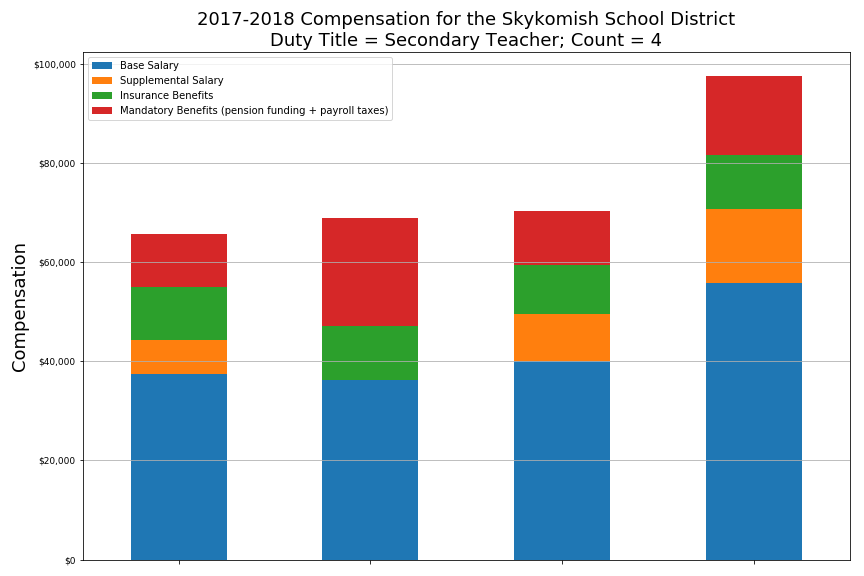 2017-2018 Compensation for the Skykomish School District
Duty Title = Secondary Teacher; Count = 4
Base Salary
Supplemental Salary
Insurance Benefits
Mandatory Benefits (pension funding + payroll taxes)
$100,000
$80,000
$60,000
$40,000
$20,000
$0
Compensation